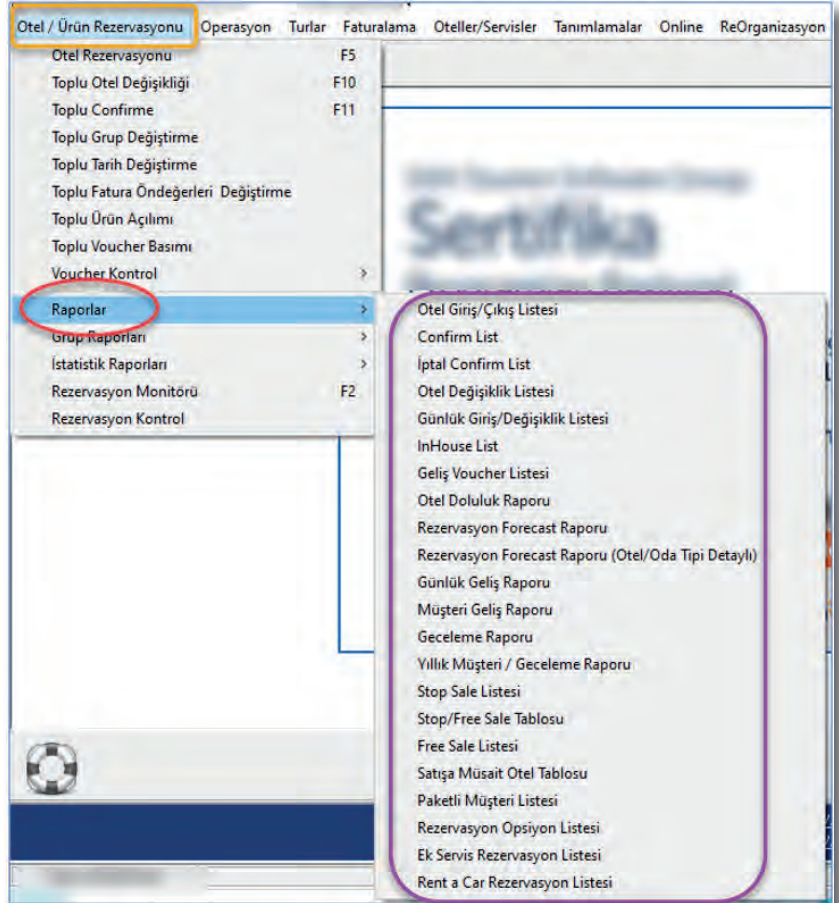 Otel / Ürün Rezervasyonu Operasyon Turlar Faturalama Oteller/Servisler Tanımlamalar Online ReOrganizasyon
Otel Rezervasyonu F5
Toplu Otel Değişikliği F10
Toplu Confirme F11
Toplu Grup Değiştirme
Toplu Tarih Değiştirme
Toplu Fatura Öndeğerleri Değiştirme
Toplu Ürün Açılımı
Toplu Voucher Basımı
Voucher Kontrol >
Raporlar >
Grup Raporları >
İstatistik Raporları >
Rezervasyon Monitörü F2
Rezervasyon Kontrol
Sertifika
Otel Giriş/Çıkış Listesi
Confirm List
İptal Confirm List
Otel Değişiklik Listesi
Günlük Giriş/Değişiklik Listesi
InHouse List
Geliş Voucher Listesi
Otel Doluluk Raporu
Rezervasyon Forecast Raporu
Rezervasyon Forecast Raporu (Otel/Oda Tipi Detaylı)
Günlük Geliş Raporu
Müşteri Geliş Raporu
Geceleme Raporu
Yıllık Müşteri / Geceleme Raporu
Stop Sale Listesi
Stop/Free Sale Tablosu
Free Sale Listesi
Satışa Müsait Otel Tablosu
Paketli Müşteri Listesi
Rezervasyon Opsiyon Listesi
Ek Servis Rezervasyon Listesi
Rent a Car Rezervasyon Listesi